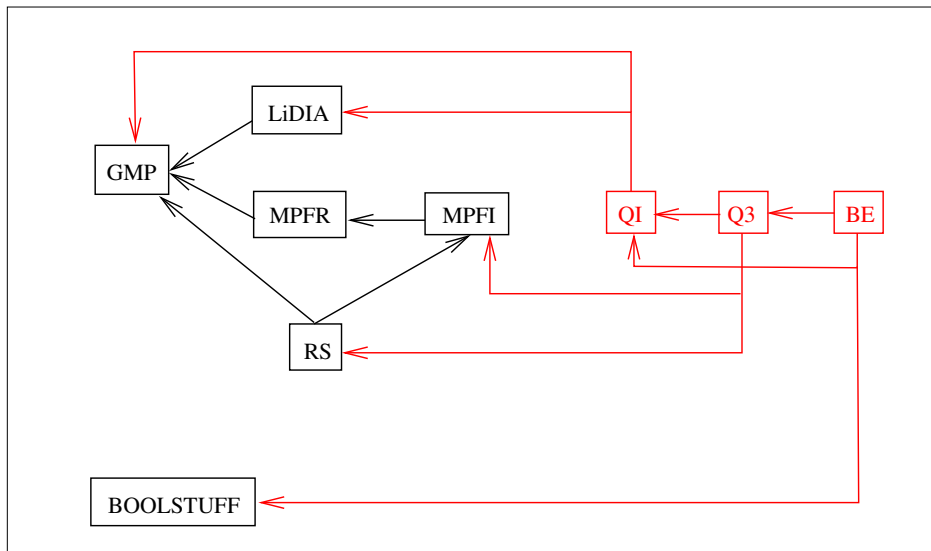 LiDIA
GMP
MPFR
MPFI
QI
Q3
BE
RS
BOOLSTUFF